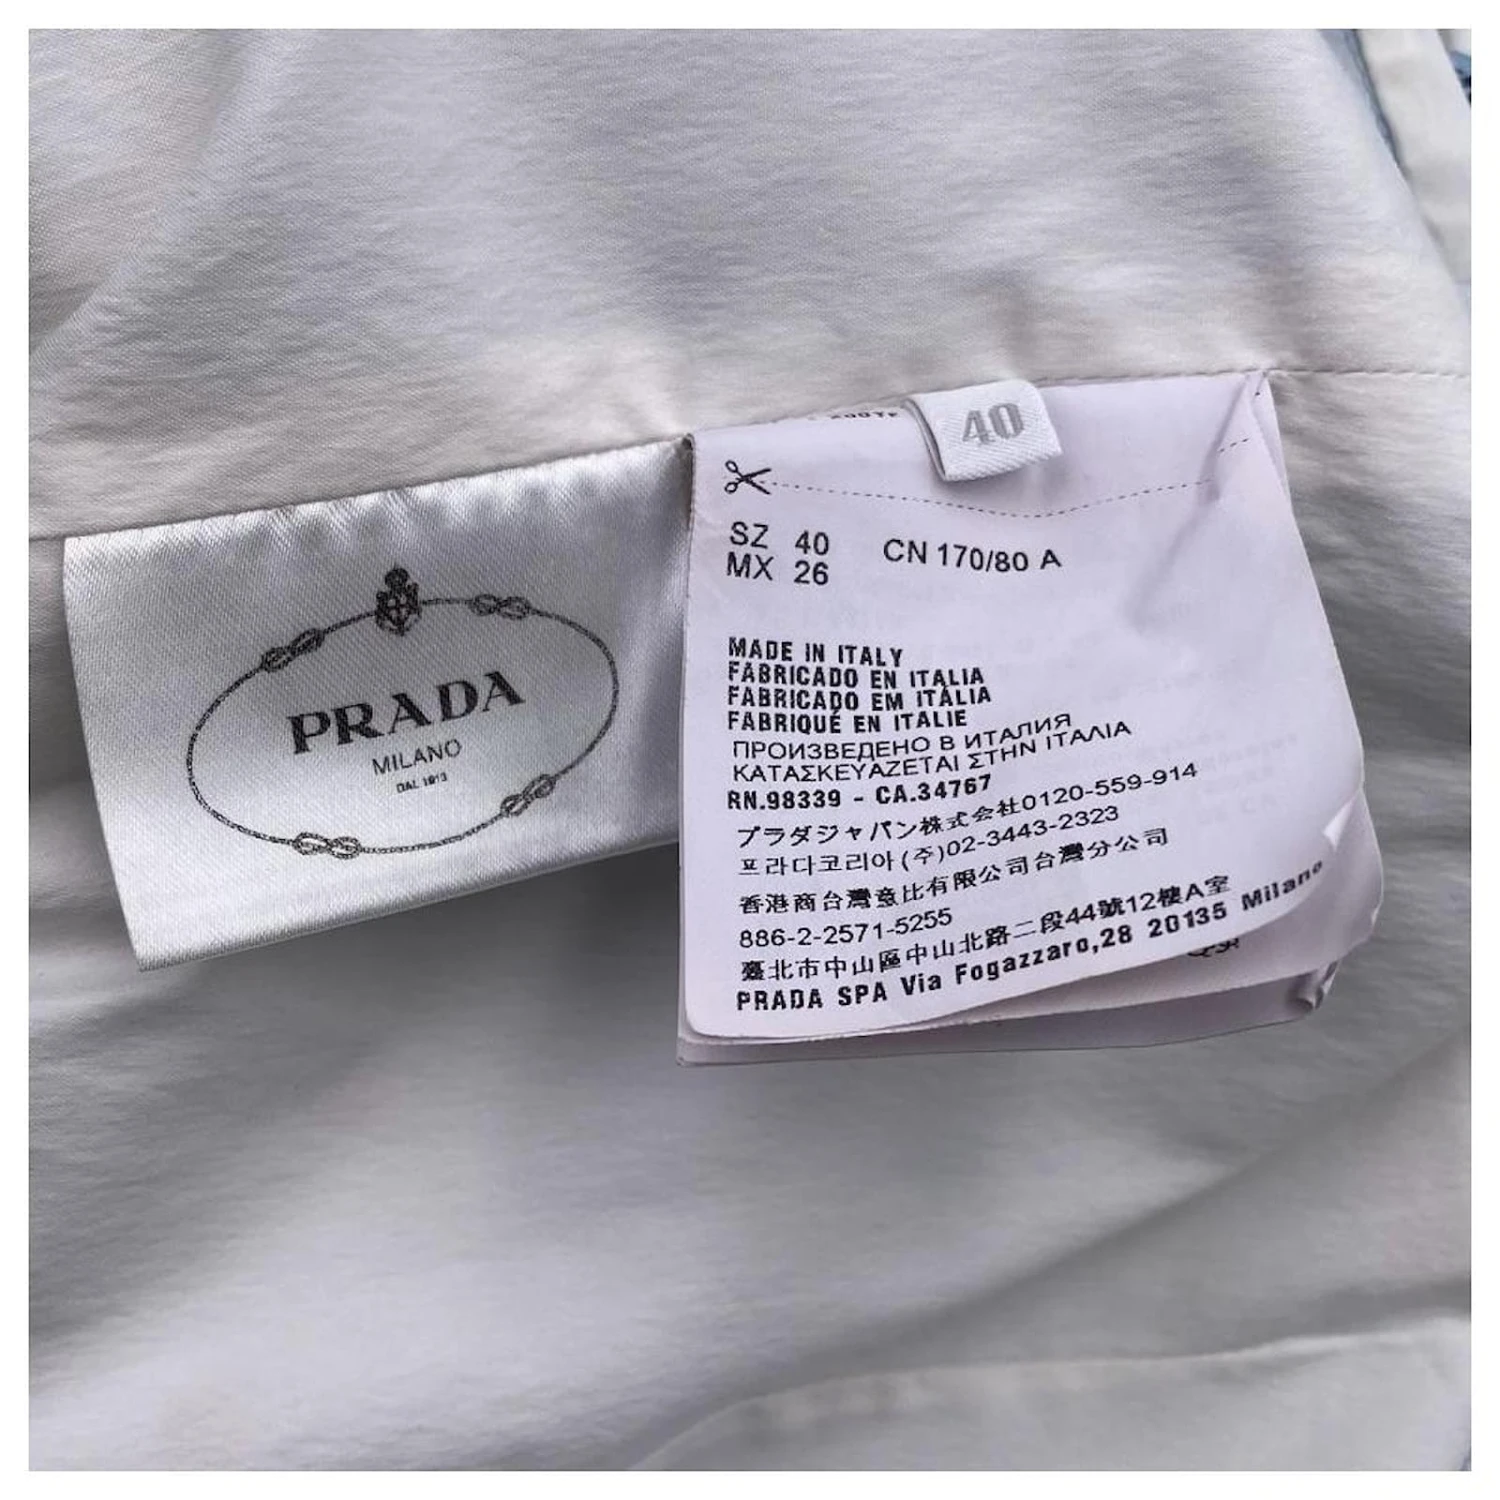 PRADA
MILANO
DAL 1913
40
SZ 40 CN 170/80 A
MX 26
MADE IN ITALY
FABRICADO EN ITALIA
FABRICADO EM ITÁLIA
FABRIQUÉ EN ITALIE
ПРОИЗВЕДЕНО В ИТАЛИЯ
ΚΑΤΑΣΚΕΥΑΖΕΤΑΙ ΣΤΗΝ ΙΤΑΛΙΑ
RN.98339 - CA.34767
プラダジャパン株式会社0120-559-914
프라다코리아(주)02-3443-2323
香港商台灣意比有限公司台灣分公司
886-2-2571-5255
臺北市中山區中山北路二段44號12樓A室
PRADA SPA Via Fogazzaro,28 20135 Milano